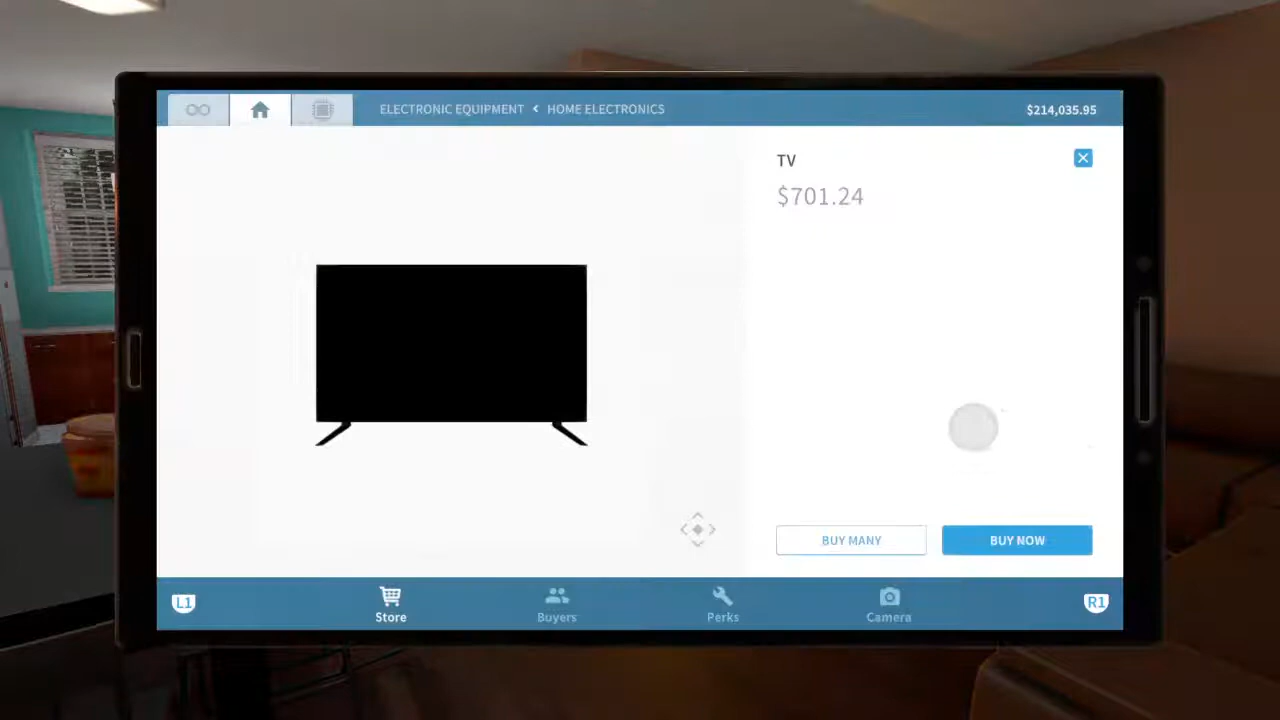 ELECTRONIC EQUIPMENT < HOME ELECTRONICS
$214,035.95
TV
$701.24
BUY MANY
BUY NOW
L1
Store
Buyers
Perks
Camera
R1